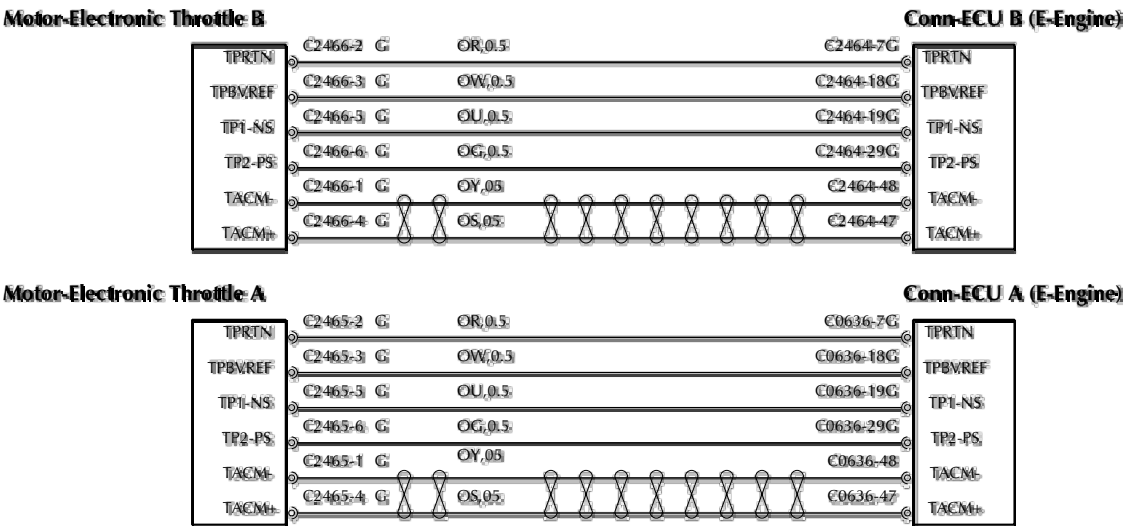 Motor-Electronic Throttle B Conn-ECU B (E-Engine)
TPRTN C2466-2 G OR,0.5 C2464-7G TPRTN
TPBVREF C2466-3 G OW,0.5 C2464-18G TPBVREF
TP1-NS C2466-5 G OU,0.5 C2464-19G TP1-NS
TP2-PS C2466-6 G OG,0.5 C2464-29G TP2-PS
TACM- C2466-1 G OY,05 C2464-48 TACM-
TACM+ C2466-4 G OS,05 C2464-47 TACM+
Motor-Electronic Throttle A Conn-ECU A (E-Engine)
TPRTN C2465-2 G OR,0.5 C0636-7G TPRTN
TPBVREF C2465-3 G OW,0.5 C0636-18G TPBVREF
TP1-NS C2465-5 G OU,0.5 C0636-19G TP1-NS
TP2-PS C2465-6 G OG,0.5 C0636-29G TP2-PS
TACM- C2465-1 G OY,05 C0636-48 TACM-
TACM+ C2465-4 G OS,05 C0636-47 TACM+